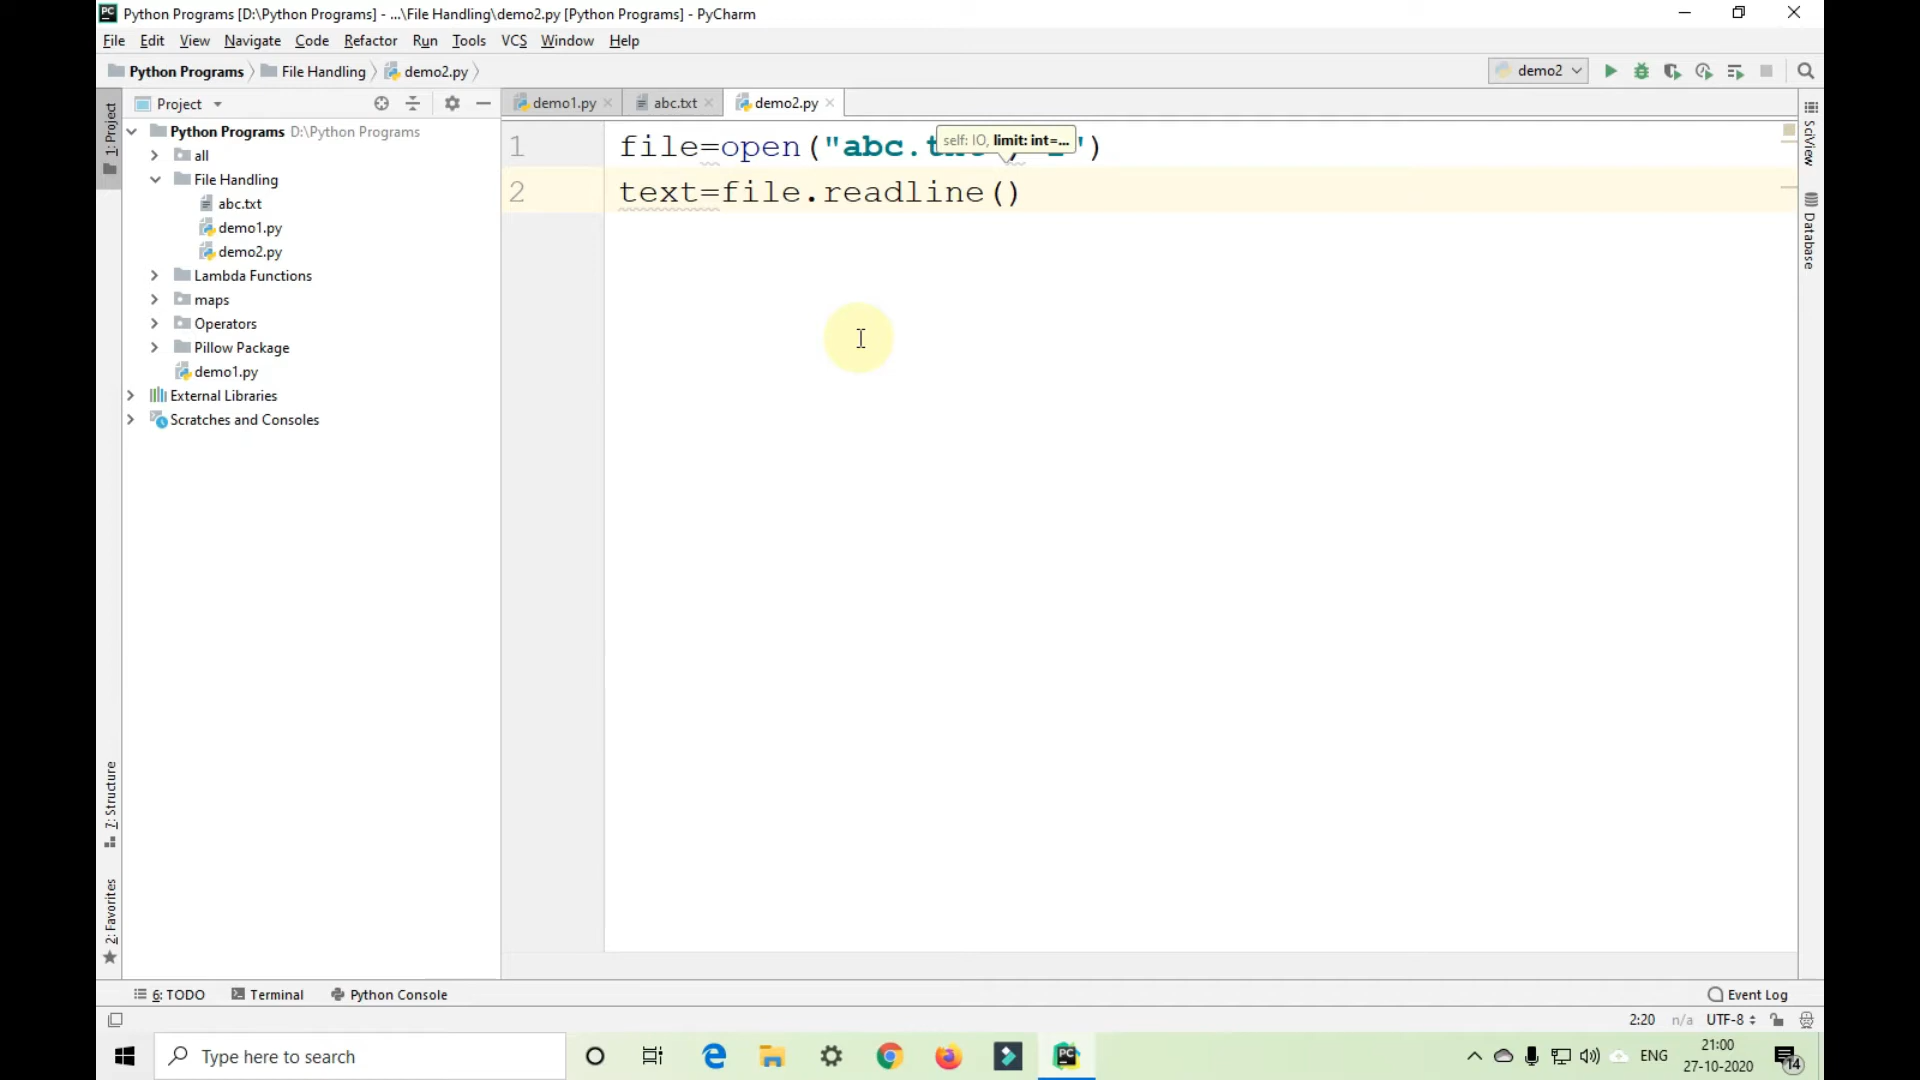 Python Programs [D:\Python Programs] - ...\File Handling\demo2.py [Python Programs] - PyCharm
File Edit View Navigate Code Refactor Run Tools VCS Window Help
Python Programs File Handling demo2.py demo2
Project demo1.py abc.txt demo2.py
1: Project
Python Programs D:\Python Programs
all
File Handling
abc.txt
demo1.py
demo2.py
Lambda Functions
maps
Operators
Pillow Package
demo1.py
External Libraries
Scratches and Consoles
7: Structure
2: Favorites
self: IO, limit: int=...
1 file=open("abc. ")
2 text=file.readline()
SciView
Database
6: TODO Terminal Python Console Event Log
2:20 n/a UTF-8
Type here to search
ENG
21:00
27-10-2020
14